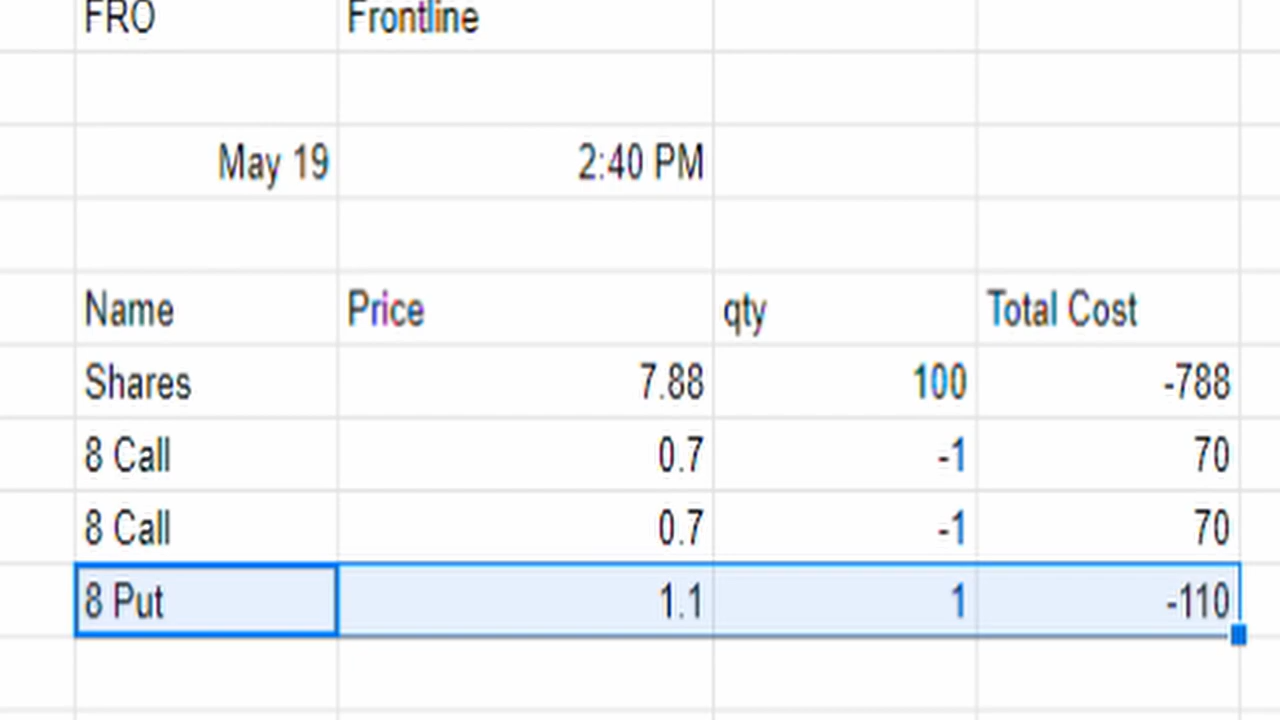 FRO Frontline
May 19 2:40 PM
Name Price qty Total Cost
Shares 7.88 100 -788
8 Call 0.7 -1 70
8 Call 0.7 -1 70
8 Put 1.1 1 -110